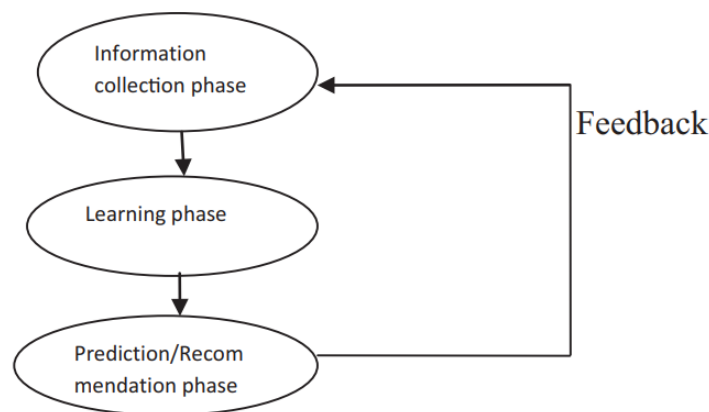 Information
collection phase
Feedback
Learning phase
Prediction/Recom
mendation phase